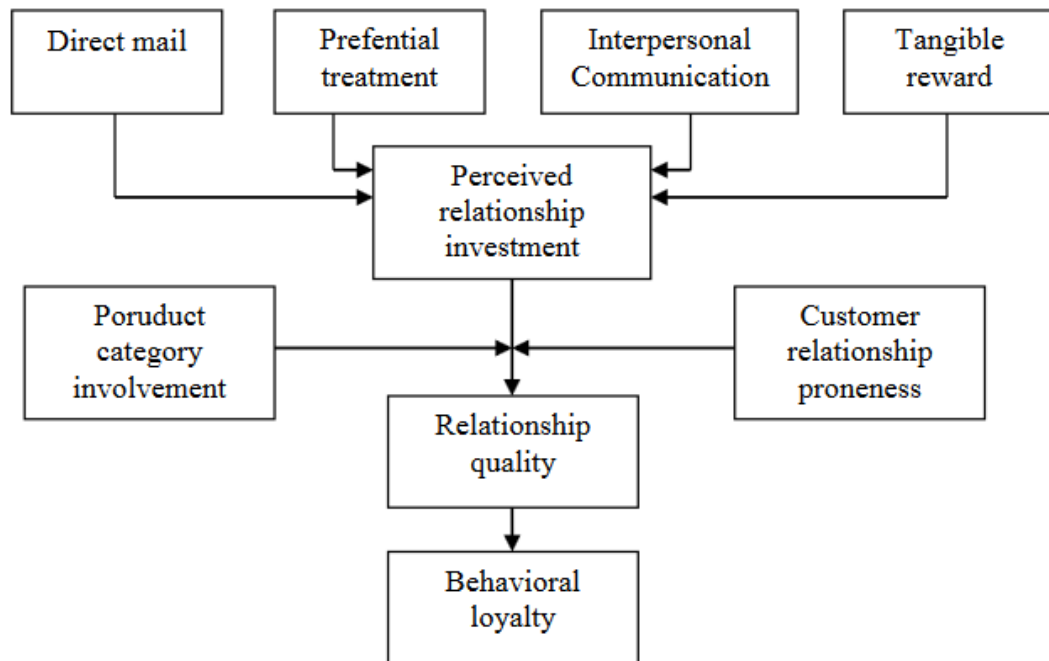 Direct mail
Prefential
treatment
Interpersonal
Communication
Tangible
reward
Perceived
relationship
investment
Poruduct
category
involvement
Customer
relationship
proneness
Relationship
quality
Behavioral
loyalty